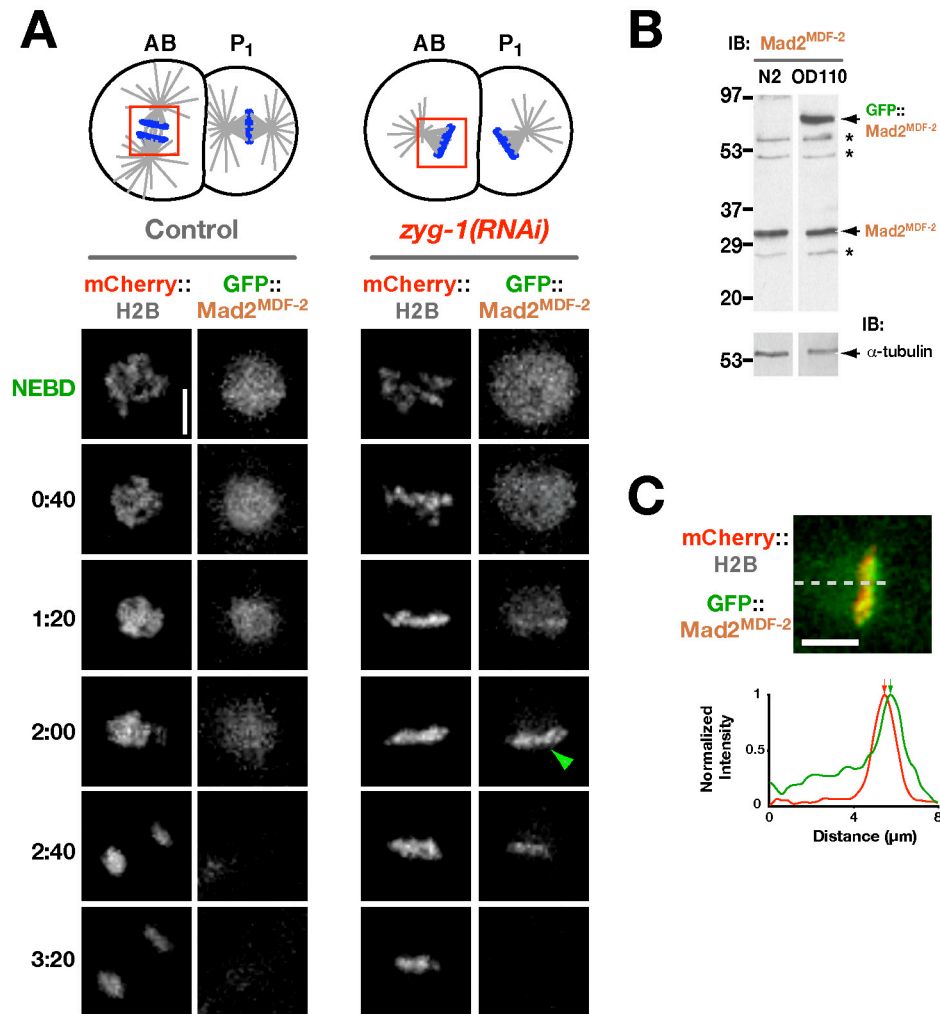 A
AB P1
AB P1
Control
zyg-1(RNAi)
mCherry:: GFP::
H2B Mad2MDF-2
mCherry:: GFP::
H2B Mad2MDF-2
NEBD
0:40
1:20
2:00
2:40
3:20
B
IB: Mad2MDF-2
N2 OD110
97
53
37
29
20
GFP::
Mad2MDF-2
*
*
Mad2MDF-2
*
IB:
53
α-tubulin
C
mCherry::
H2B
GFP::
Mad2MDF-2
Normalized
Intensity
1
0.5
0
0 4 8
Distance (µm)